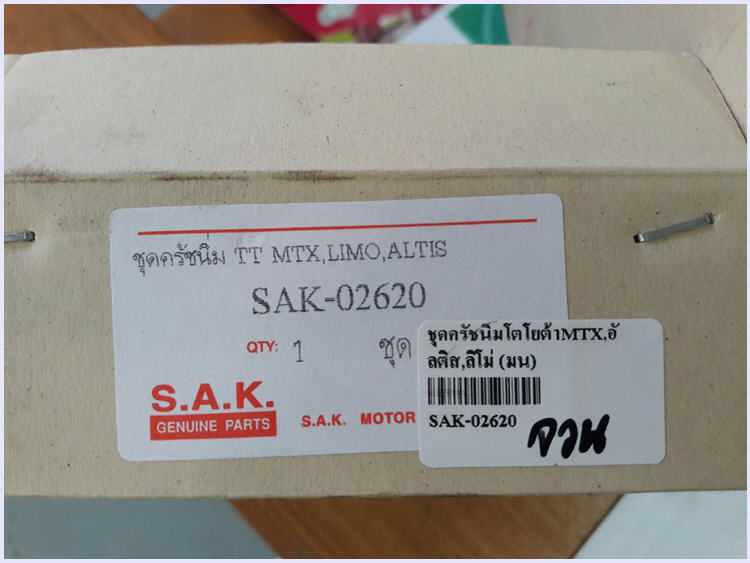 ชุดครัชนิ่ม TT MTX,LIMO,ALTIS
SAK-02620
QTY: 1 ชุด
S.A.K.
GENUINE PARTS
S.A.K. MOTOR
ชุดครัชนิ่มโตโยต้าMTX,อั
ลติส,ลิโม่ (มน)
SAK-02620
จวน